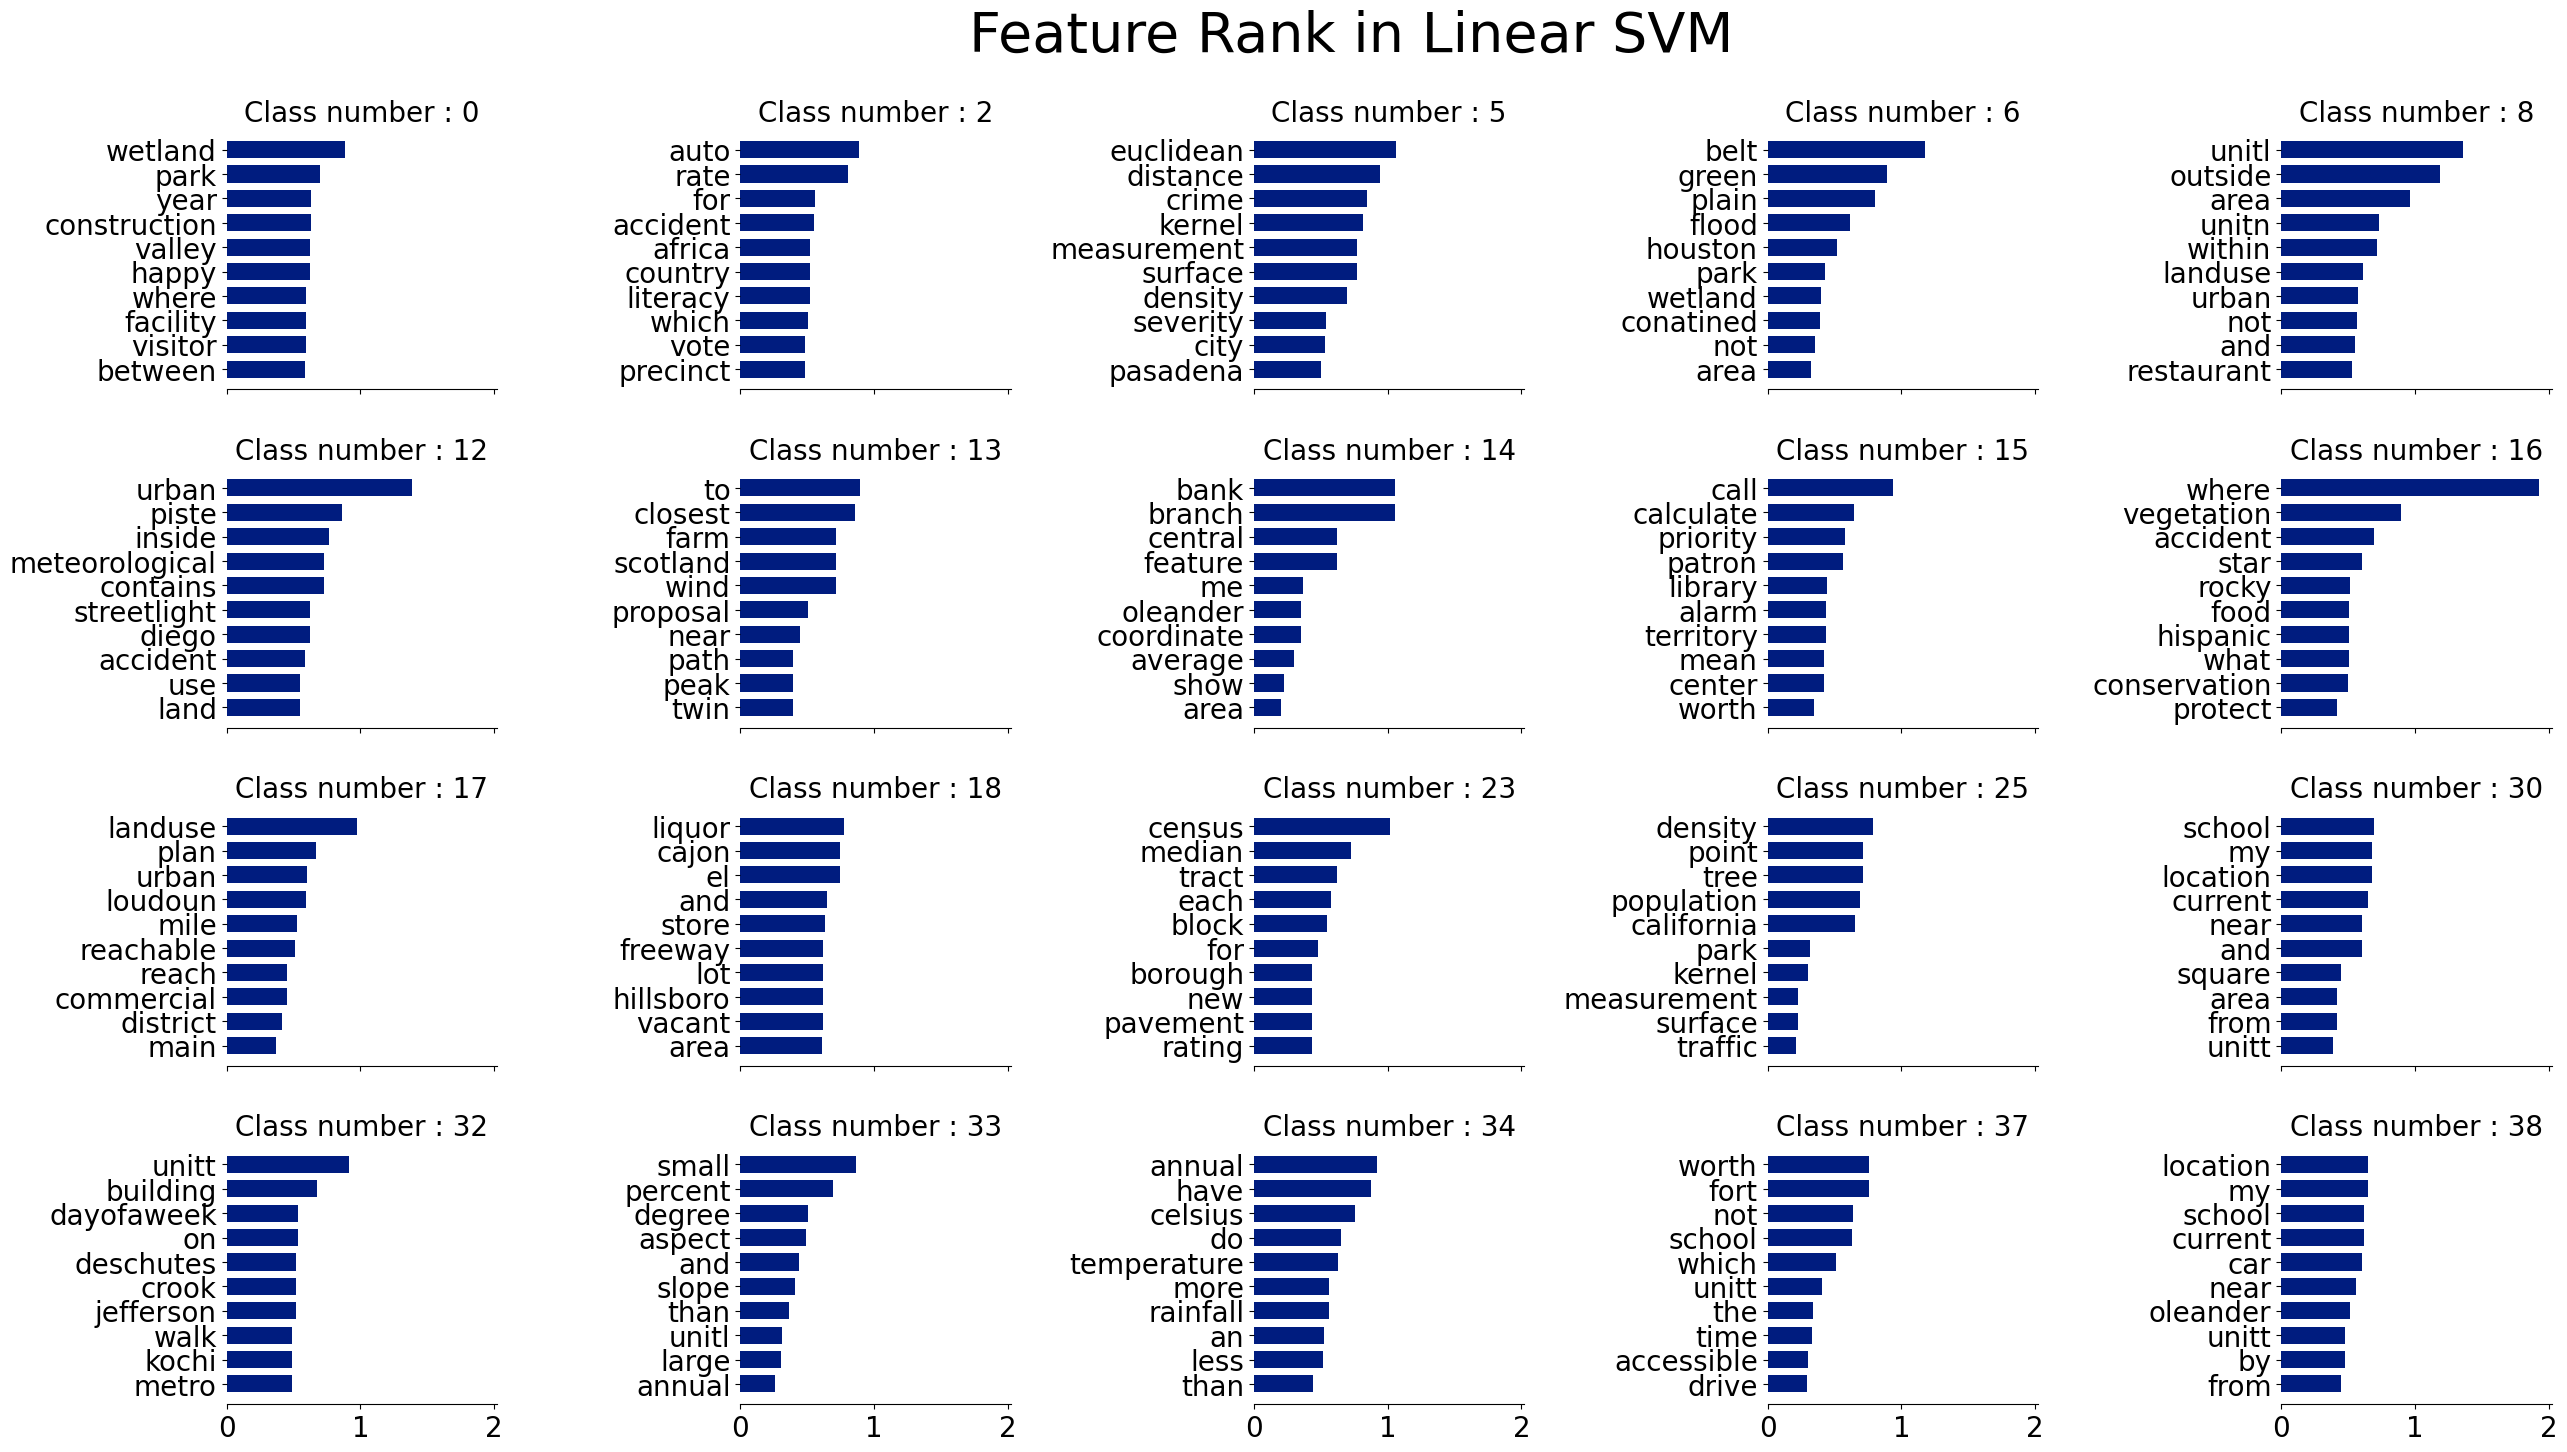 Feature Rank in Linear SVM
Class number : 0
wetland
park
year
construction
valley
happy
where
facility
visitor
between
Class number : 2
auto
rate
for
accident
africa
country
literacy
which
vote
precinct
Class number : 5
euclidean
distance
crime
kernel
measurement
surface
density
severity
city
pasadena
Class number : 6
belt
green
plain
flood
houston
park
wetland
conatined
not
area
Class number : 8
unitl
outside
area
unitn
within
landuse
urban
not
and
restaurant
Class number : 12
urban
piste
inside
meteorological
contains
streetlight
diego
accident
use
land
Class number : 13
to
closest
farm
scotland
wind
proposal
near
path
peak
twin
Class number : 14
bank
branch
central
feature
me
oleander
coordinate
average
show
area
Class number : 15
call
calculate
priority
patron
library
alarm
territory
mean
center
worth
Class number : 16
where
vegetation
accident
star
rocky
food
hispanic
what
conservation
protect
Class number : 17
landuse
plan
urban
loudoun
mile
reachable
reach
commercial
district
main
Class number : 18
liquor
cajon
el
and
store
freeway
lot
hillsboro
vacant
area
Class number : 23
census
median
tract
each
block
for
borough
new
pavement
rating
Class number : 25
density
point
tree
population
california
park
kernel
measurement
surface
traffic
Class number : 30
school
my
location
current
near
and
square
area
from
unitt
Class number : 32
unitt
building
dayofaweek
on
deschutes
crook
jefferson
walk
kochi
metro
0 1 2
Class number : 33
small
percent
degree
aspect
and
slope
than
unitl
large
annual
0 1 2
Class number : 34
annual
have
celsius
do
temperature
more
rainfall
an
less
than
0 1 2
Class number : 37
worth
fort
not
school
which
unitt
the
time
accessible
drive
0 1 2
Class number : 38
location
my
school
current
car
near
oleander
unitt
by
from
0 1 2